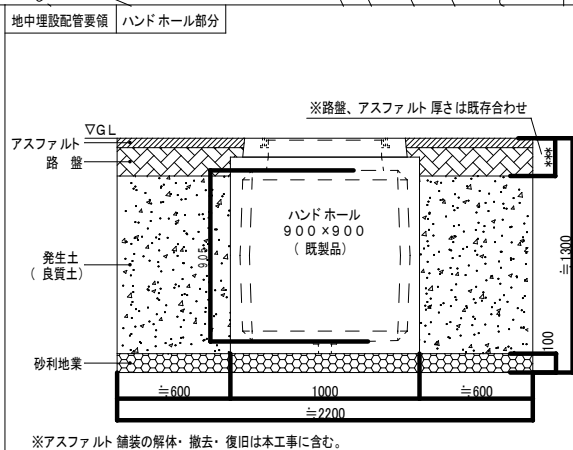 地中埋設配管要領 ハンドホール部分
※路盤、アスファルト厚さは既存合わせ
▽GL
アスファルト
路 盤
***
ハンドホール
900×900
(既製品)
905
発生土
(良質土)
≒1300
砂利地業
100
≒600 1000 ≒600
≒2200
※アスファルト舗装の解体・撤去・復旧は本工事に含む。